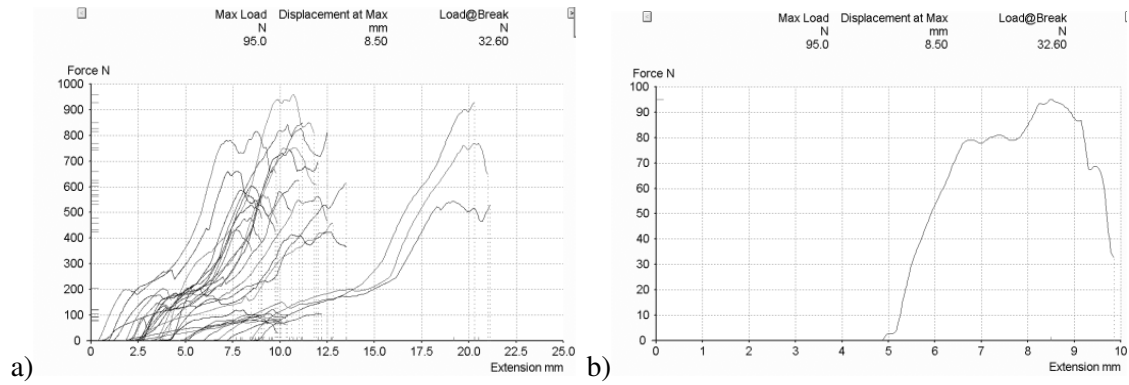 Max Load Displacement at Max Load@Break
N mm N
95.0 8.50 32.60
Force N
1000
900
800
700
600
500
400
300
200
100
0
0 2.5 5.0 7.5 10.0 12.5 15.0 17.5 20.0 22.5 25.0
Extension mm
a)
Max Load Displacement at Max Load@Break
N mm N
95.0 8.50 32.60
Force N
100
90
80
70
60
50
40
30
20
10
0
0 1 2 3 4 5 6 7 8 9 10
Extension mm
b)